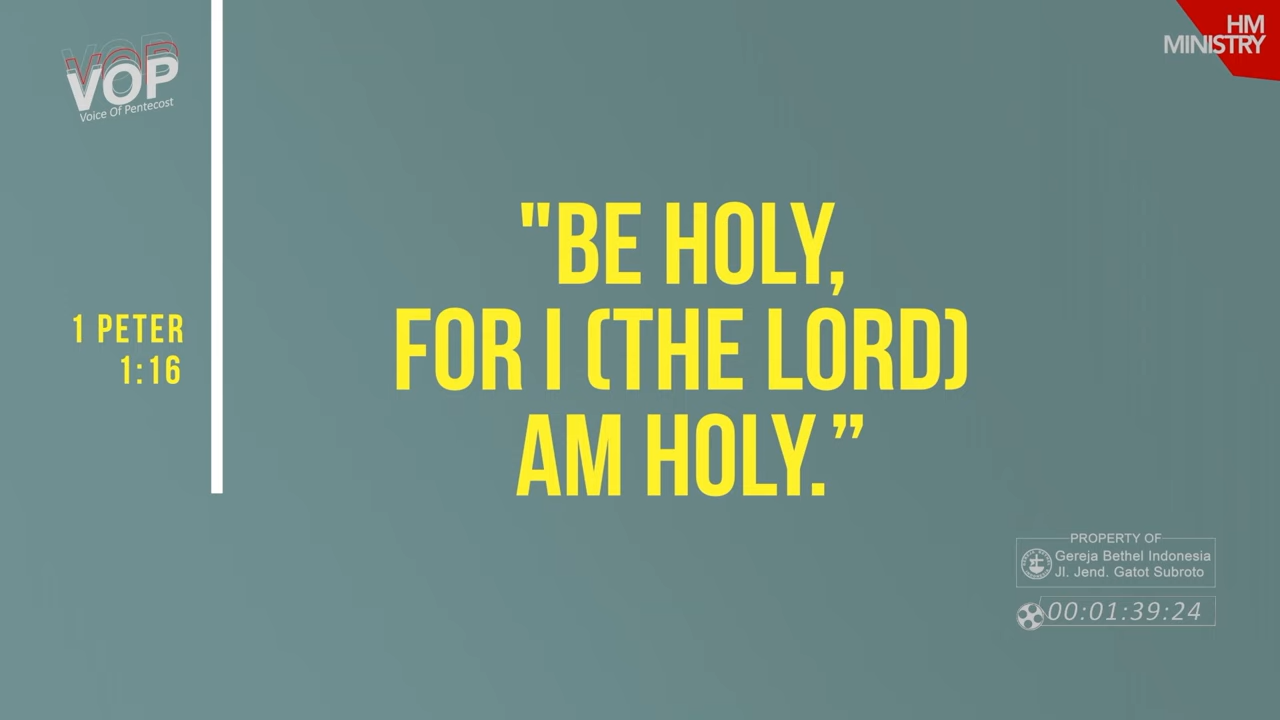 VOP
Voice Of Pentecost
HM
MINISTRY
1 PETER
1:16
"BE HOLY,
FOR I (THE LORD)
AM HOLY.”
PROPERTY OF
Gereja Bethel Indonesia
Jl. Jend. Gatot Subroto
00:01:39:24